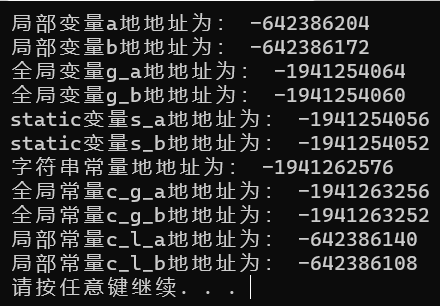 局部变量a地地址为： -642386204
局部变量b地地址为： -642386172
全局变量g_a地地址为： -1941254064
全局变量g_b地地址为： -1941254060
static变量s_a地地址为： -1941254056
static变量s_b地地址为： -1941254052
字符串常量地地址为： -1941262576
全局常量c_g_a地地址为： -1941263256
全局常量c_g_b地地址为： -1941263252
局部常量c_l_a地地址为： -642386140
局部常量c_l_b地地址为： -642386108
请按任意键继续. . .